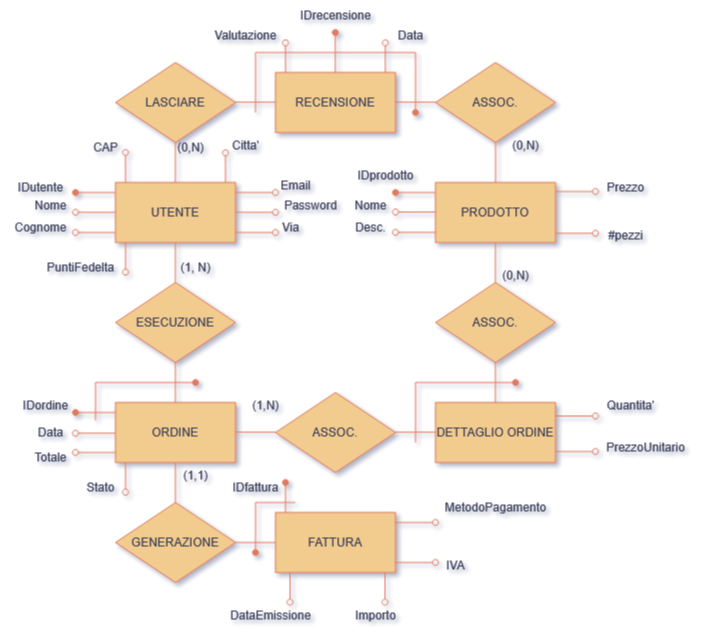 IDrecensione
Valutazione
Data
LASCIARE
RECENSIONE
ASSOC.
(0,N)
(0,N)
CAP
Citta'
IDutente
Nome
Cognome
UTENTE
Email
Password
Via
IDprodotto
Nome
Desc.
PRODOTTO
Prezzo
#pezzi
PuntiFedelta
(1, N)
(0,N)
ESECUZIONE
ASSOC.
IDordine
Data
Totale
ORDINE
(1,N)
ASSOC.
DETTAGLIO ORDINE
Quantita'
PrezzoUnitario
Stato
(1,1)
IDfattura
MetodoPagamento
GENERAZIONE
FATTURA
IVA
DataEmissione
Importo